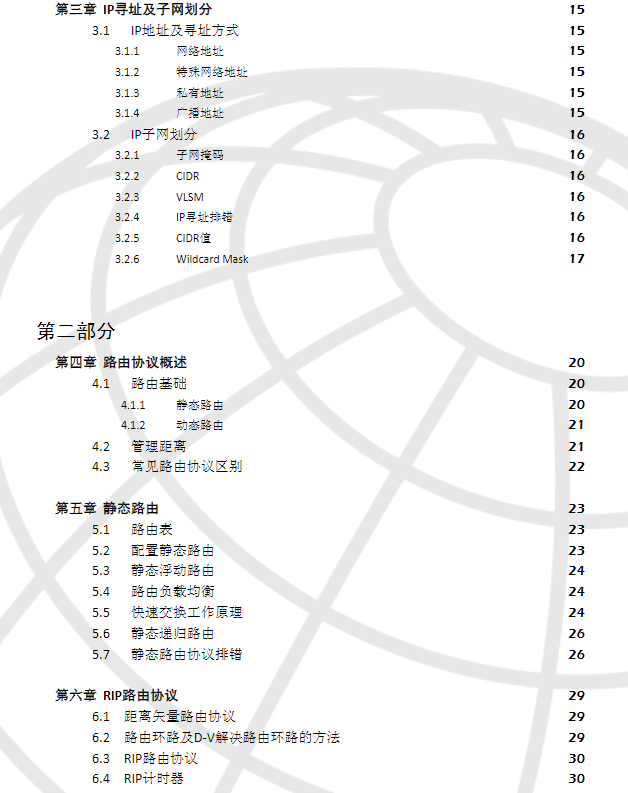 第三章 IP寻址及子网划分 15
3.1 IP地址及寻址方式 15
3.1.1 网络地址 15
3.1.2 特殊网络地址 15
3.1.3 私有地址 15
3.1.4 广播地址 15
3.2 IP子网划分 16
3.2.1 子网掩码 16
3.2.2 CIDR 16
3.2.3 VLSM 16
3.2.4 IP寻址排错 16
3.2.5 CIDR值 16
3.2.6 Wildcard Mask 17
第二部分
第四章 路由协议概述 20
4.1 路由基础 20
4.1.1 静态路由 20
4.1.2 动态路由 21
4.2 管理距离 21
4.3 常见路由协议区别 22
第五章 静态路由 23
5.1 路由表 23
5.2 配置静态路由 23
5.3 静态浮动路由 24
5.4 路由负载均衡 24
5.5 快速交换工作原理 24
5.6 静态递归路由 26
5.7 静态路由协议排错 26
第六章 RIP路由协议 29
6.1 距离矢量路由协议 29
6.2 路由环路及D-V解决路由环路的方法 29
6.3 RIP路由协议 30
6.4 RIP计时器 30